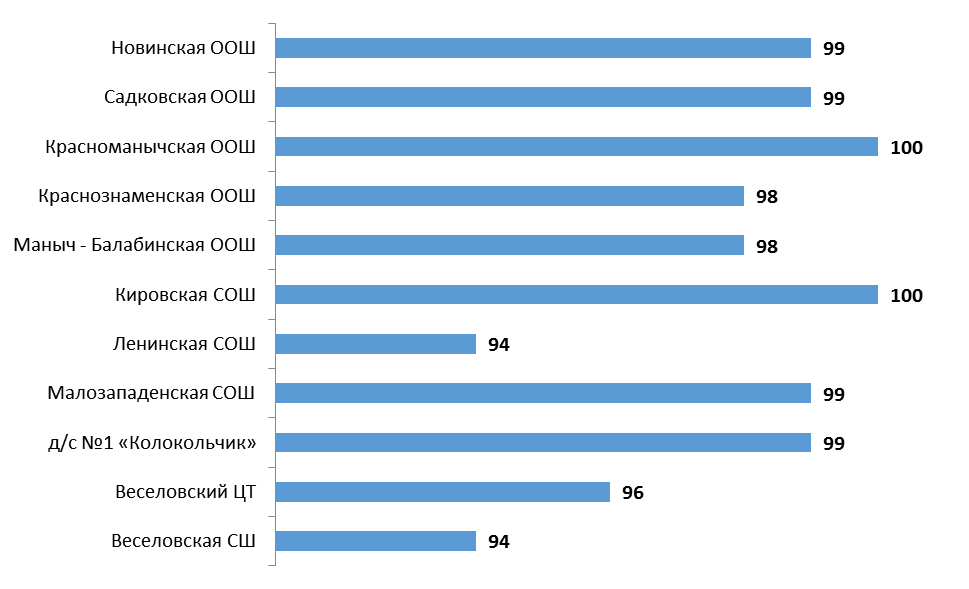 Новинская ООШ 99
Садковская ООШ 99
Красноманычская ООШ 100
Краснознаменская ООШ 98
Маныч - Балабинская ООШ 98
Кировская СОШ 100
Ленинская СОШ 94
Малозападенская СОШ 99
д/с №1 «Колокольчик» 99
Веселовский ЦТ 96
Веселовская СШ 94